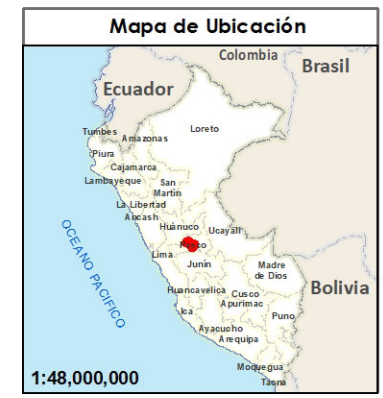 Mapa de Ubicación
Colombia
Brasil
Ecuador
Tumbes
Amazonas
Loreto
Piura
Cajamarca
Lambayeque
San
Martin
La Libertad
Ancash
Huánuco
Ucayali
Pasco
OCEANO PACIFICO
Lima
Junin
Madre
de Dios
Huancavelica
Cusco
Apurimac
Bolivia
Ica
Puno
Ayacucho
Arequipa
Moquegua
Tacna
1:48,000,000